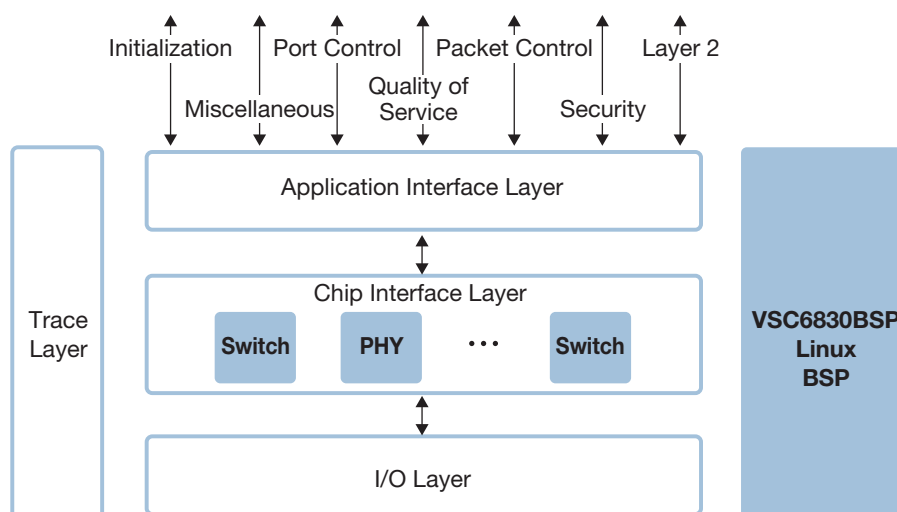 Initialization
Port Control
Packet Control
Layer 2
Miscellaneous
Quality of
Service
Security
Application Interface Layer
Chip Interface Layer
Switch
PHY
•••
Switch
Trace
Layer
VSC6830BSP
Linux
BSP
I/O Layer